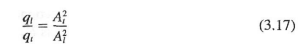 q_l/q_t = A_t^2/A_l^2 (3.17)